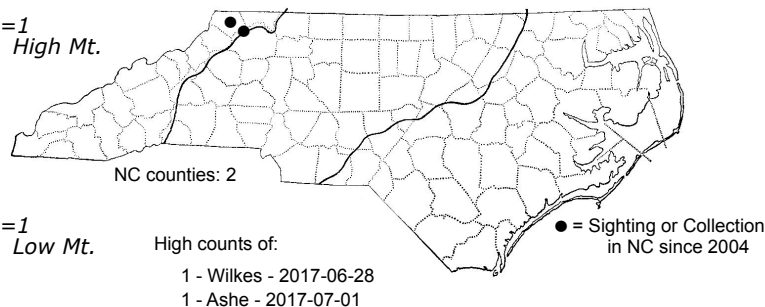 =1
High Mt.
NC counties: 2
=1
Low Mt.
High counts of:
1 - Wilkes - 2017-06-28
1 - Ashe - 2017-07-01
● = Sighting or Collection
in NC since 2004